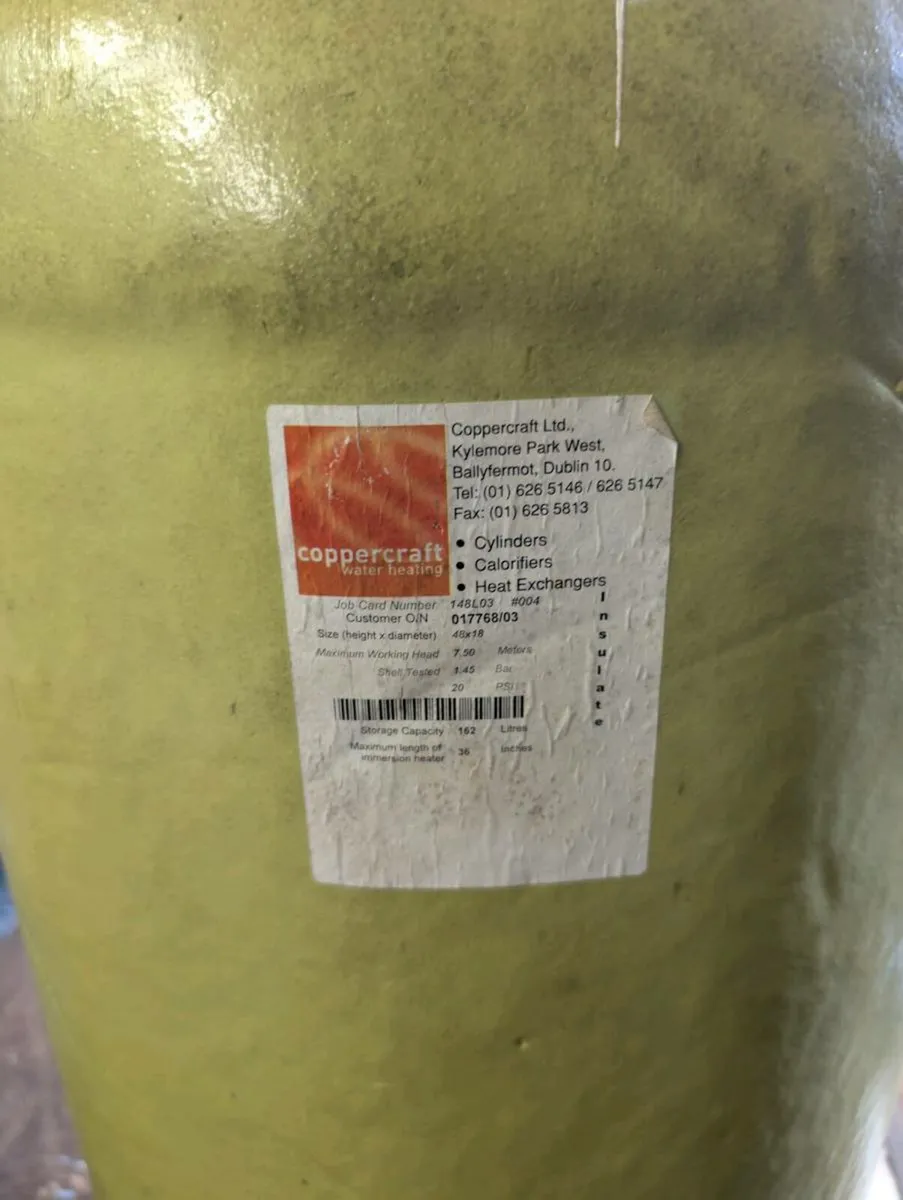 Coppercraft Ltd.,
Kylemore Park West,
Ballyfermot, Dublin 10.
Tel: (01) 626 5146 / 626 5147
Fax: (01) 626 5813
coppercraft
water heating
• Cylinders
• Calorifiers
• Heat Exchangers
Job Card Number 148L03 #004
Customer O/N 017768/03
Size (height x diameter) 48x18
Maximum Working Head 7.50 Meters
Shell Tested 1.45 Bar
20 PSI
Storage Capacity 162 Litres
Maximum length of immersion heater 36 Inches
Insulate